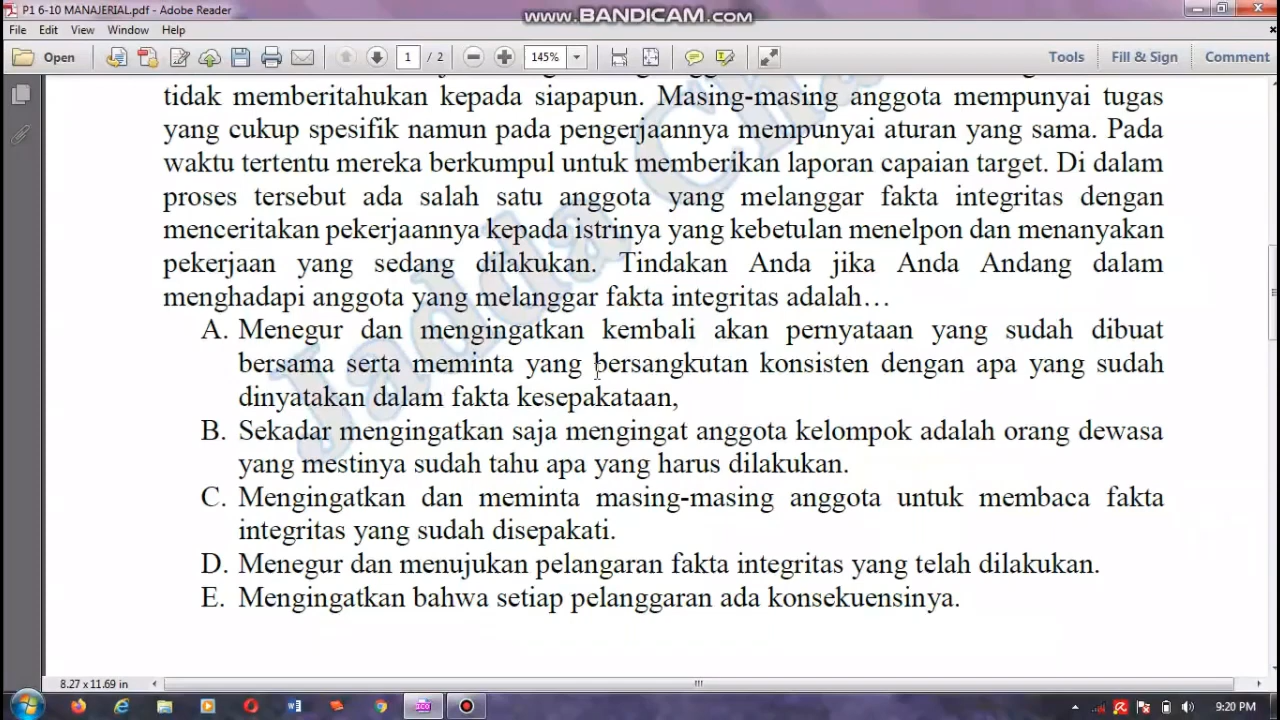 P1 6-10 MANAJERIAL.pdf - Adobe Reader
www.BANDICAM.com
File Edit View Window Help
Open 1 / 2 145% Tools Fill & Sign Comment
tidak memberitahukan kepada siapapun. Masing-masing anggota mempunyai tugas
yang cukup spesifik namun pada pengerjaannya mempunyai aturan yang sama. Pada
waktu tertentu mereka berkumpul untuk memberikan laporan capaian target. Di dalam
proses tersebut ada salah satu anggota yang melanggar fakta integritas dengan
menceritakan pekerjaannya kepada istrinya yang kebetulan menelpon dan menanyakan
pekerjaan yang sedang dilakukan. Tindakan Anda jika Anda Andang dalam
menghadapi anggota yang melanggar fakta integritas adalah…
A. Menegur dan mengingatkan kembali akan pernyataan yang sudah dibuat
bersama serta meminta yang bersangkutan konsisten dengan apa yang sudah
dinyatakan dalam fakta kesepakataan,
B. Sekadar mengingatkan saja mengingat anggota kelompok adalah orang dewasa
yang mestinya sudah tahu apa yang harus dilakukan.
C. Mengingatkan dan meminta masing-masing anggota untuk membaca fakta
integritas yang sudah disepakati.
D. Menegur dan menujukan pelangaran fakta integritas yang telah dilakukan.
E. Mengingatkan bahwa setiap pelanggaran ada konsekuensinya.
Jadda
8.27 x 11.69 in
9:20 PM